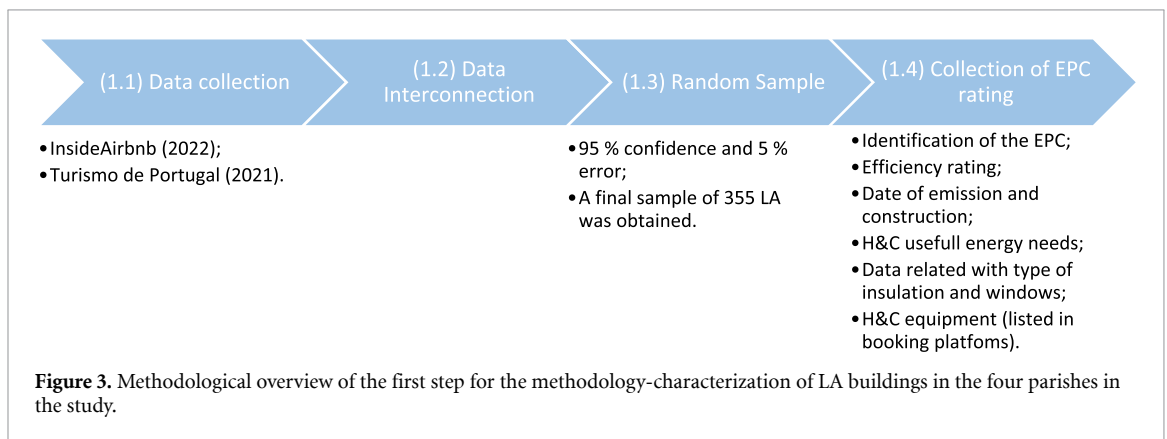 (1.1) Data collection
(1.2) Data
Interconnection
(1.3) Random Sample
(1.4) Collection of EPC
rating
•InsideAirbnb (2022);
•Turismo de Portugal (2021).
•95 % confidence and 5 %
error;
•A final sample of 355 LA
was obtained.
•Identification of the EPC;
•Efficiency rating;
•Date of emission and
construction;
•H&C usefull energy needs;
•Data related with type of
insulation and windows;
•H&C equipment (listed in
booking platfoms).
Figure 3. Methodological overview of the first step for the methodology-characterization of LA buildings in the four parishes in
the study.